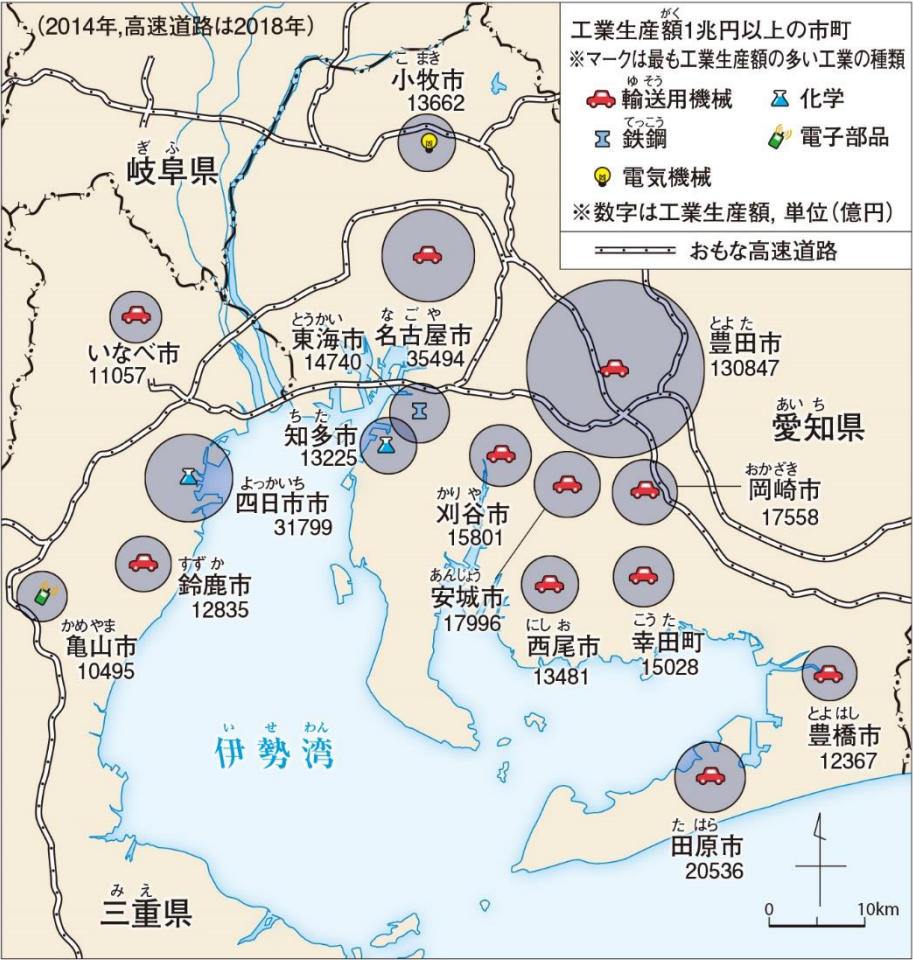 (2014年,高速道路は2018年)
工業生産額1兆円以上の市町
がく
※マークは最も工業生産額の多い工業の種類
輸送用機械
ゆそう
化学
鉄鋼
てっこう
電子部品
電気機械
※数字は工業生産額,単位(億円)
おもな高速道路
こまき
小牧市
13662
ぎふ
岐阜県
いなべ市
11057
とうかい
東海市
14740
なごや
名古屋市
35494
とよた
豊田市
130847
あいち
愛知県
ちた
知多市
13225
よっかいち
四日市市
31799
かりや
刈谷市
15801
おかざき
岡崎市
17558
すずか
鈴鹿市
12835
あんじょう
安城市
17996
かめやま
亀山市
10495
にしお
西尾市
13481
こうた
幸田町
15028
とよはし
豊橋市
12367
いせわん
伊勢湾
たはら
田原市
20536
みえ
三重県
0 10km